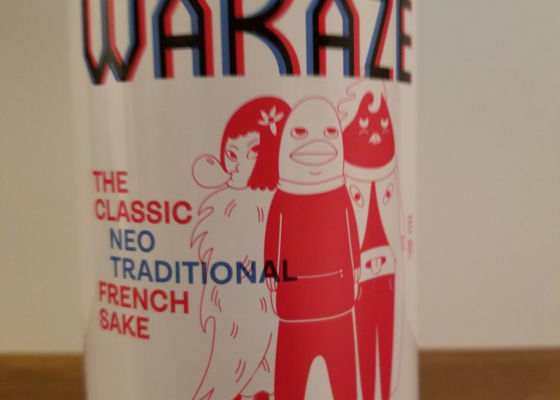 WAKAZE
THE
CLASSIC
NEO
TRADITIONAL
FRENCH
SAKE